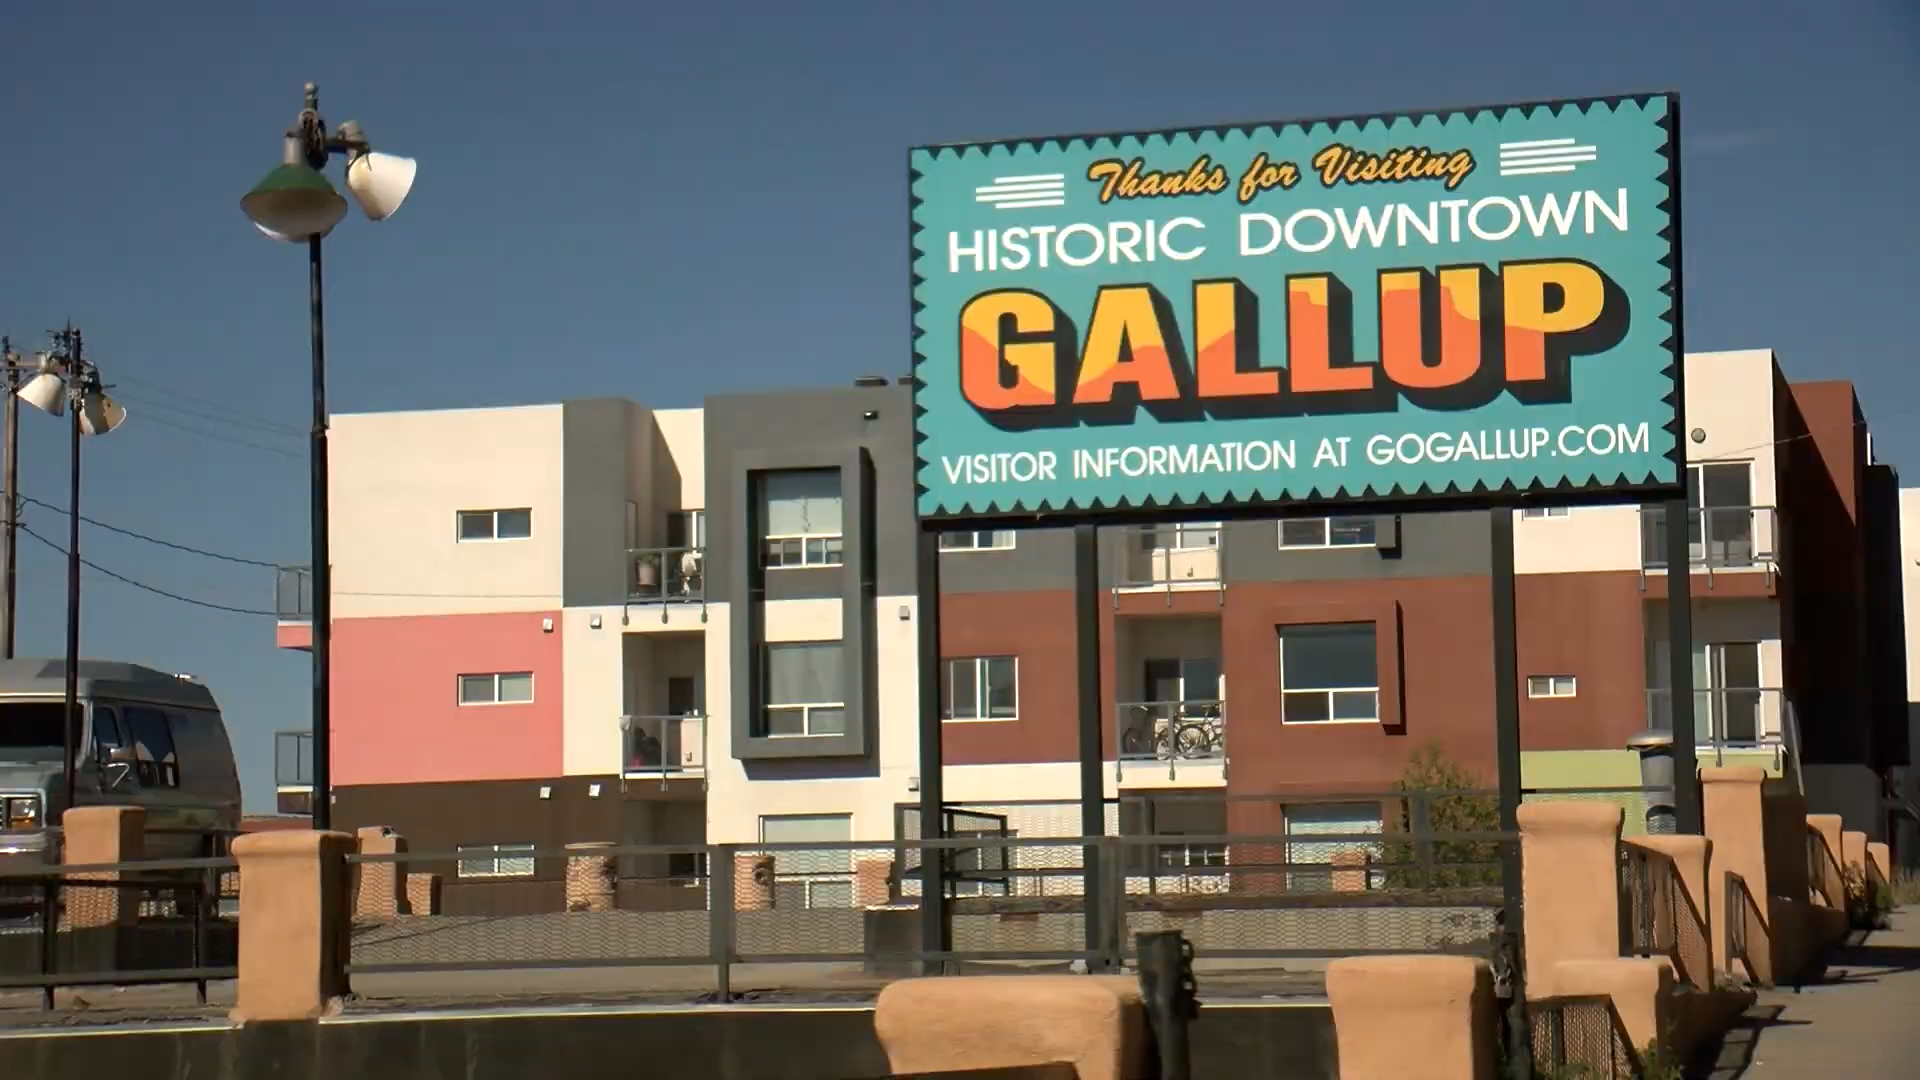 Thanks for Visiting
HISTORIC DOWNTOWN
GALLUP
VISITOR INFORMATION AT GOGALLUP.COM